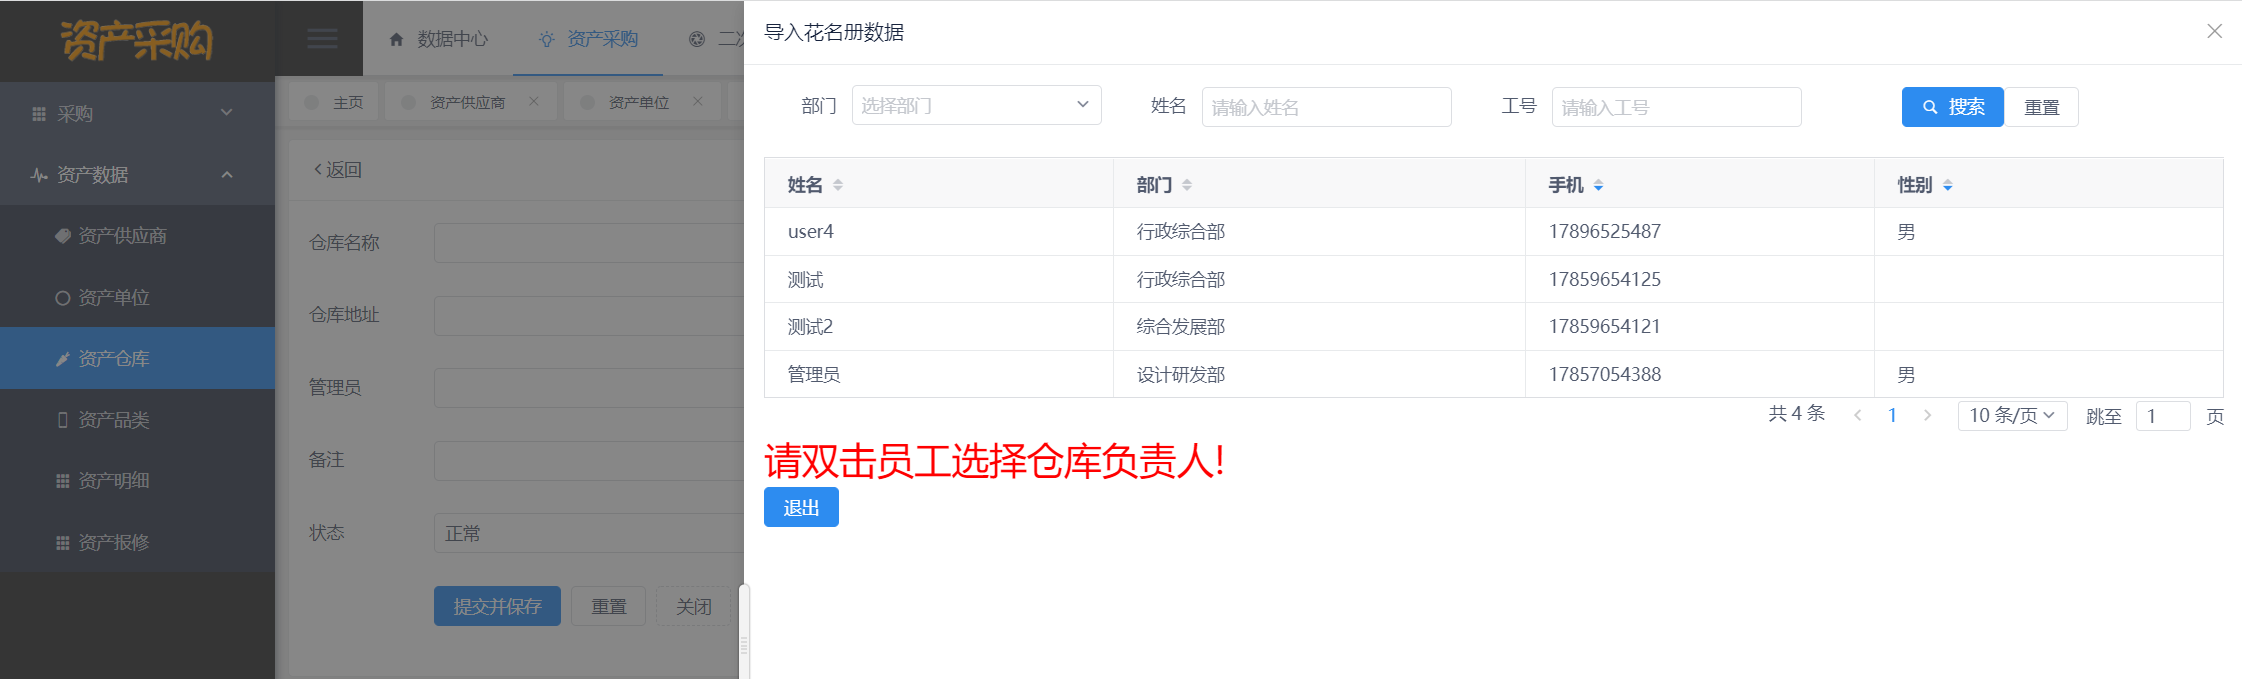 资产采购
采购
资产数据
资产供应商
资产单位
资产仓库
资产品类
资产明细
资产报修
数据中心
资产采购
二次
主页
资产供应商
资产单位
返回
仓库名称
仓库地址
管理员
备注
状态
正常
提交并保存 重置 关闭
导入花名册数据
部门 选择部门 姓名 请输入姓名 工号 请输入工号 搜索 重置
姓名 部门 手机 性别
user4 行政综合部 17896525487 男
测试 行政综合部 17859654125
测试2 综合发展部 17859654121
管理员 设计研发部 17857054388 男
共 4 条 1 10 条/页 跳至 1 页
请双击员工选择仓库负责人!
退出